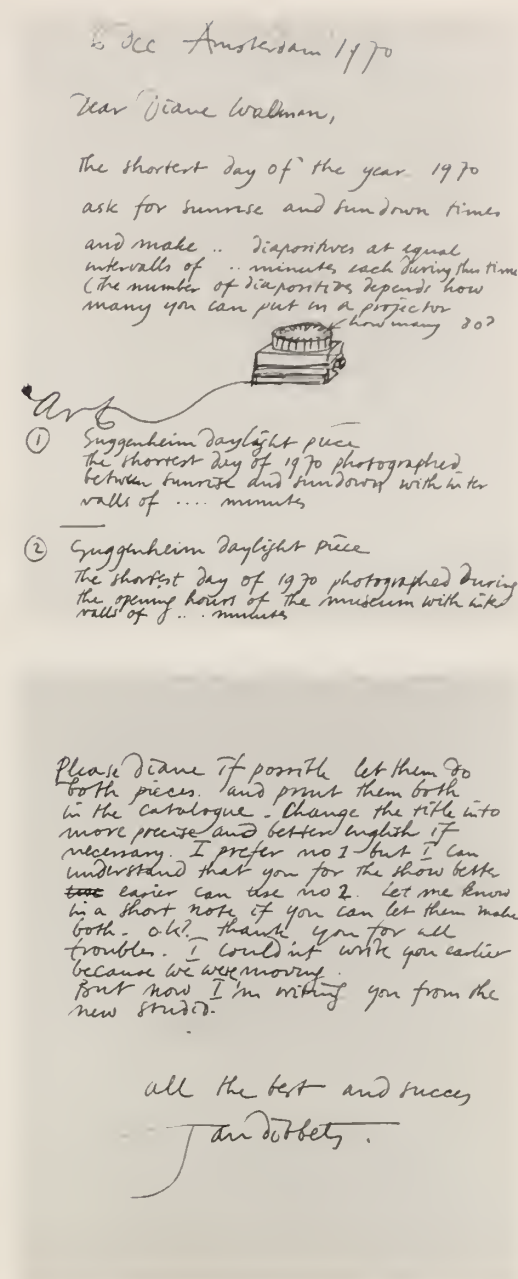 6 Dec Amsterdam 1970
Dear Diane Waldman,
The shortest day of the year 1970
ask for sunrise and sundown times
and make .. diapositives at equal
intervalls of .. minutes each during this time
(the number of diapositives depends how
many you can put in a projector
how many 80?
Art
① Guggenheim daylight piece
the shortest day of 1970 photographed
between sunrise and sundown with inter
valls of .... minutes
② Guggenheim daylight piece
The shortest day of 1970 photographed during
the opening hours of the museum with inter
valls of .. . minutes
Please Diane if possible let them do
both pieces. and print them both
in the catalogue. Change the title into
more precise and better english if
necessary. I prefer no 1 but I can
understand that you for the show bette
earier can use no 2. Let me know
in a short note if you can let them make
both. ok? thank you for all
troubles. I couldn't write you earlier
because we were moving.
But now I'm writing you from the
new studio.
all the best and succes
Jan Dibbets.